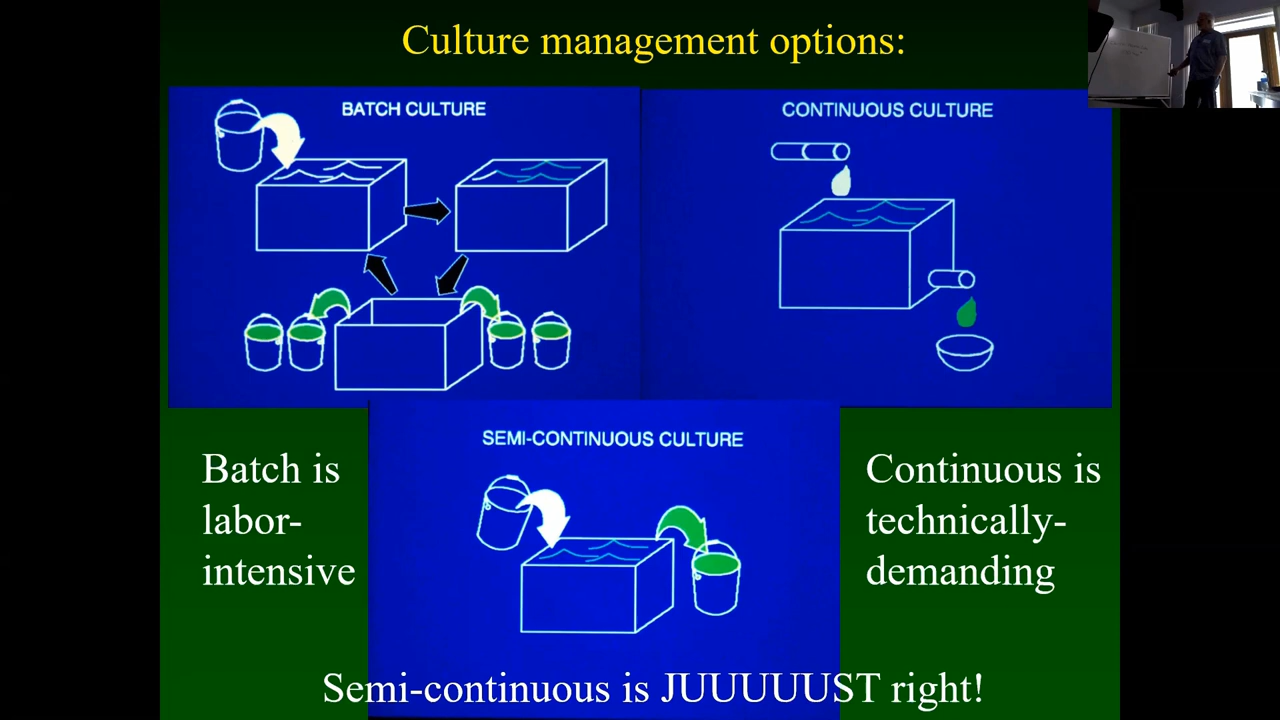 Culture management options:
BATCH CULTURE
CONTINUOUS CULTURE
SEMI-CONTINUOUS CULTURE
Batch is
labor-
intensive
Continuous is
technically-
demanding
Semi-continuous is JUUUUUST right!